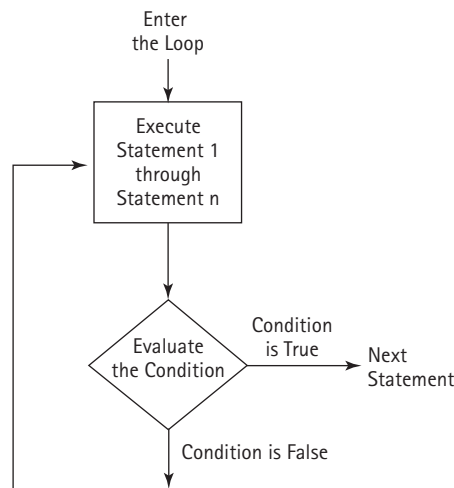 Enter
the Loop
Execute
Statement 1
through
Statement n
Evaluate
the Condition
Condition
is True
Next
Statement
Condition is False